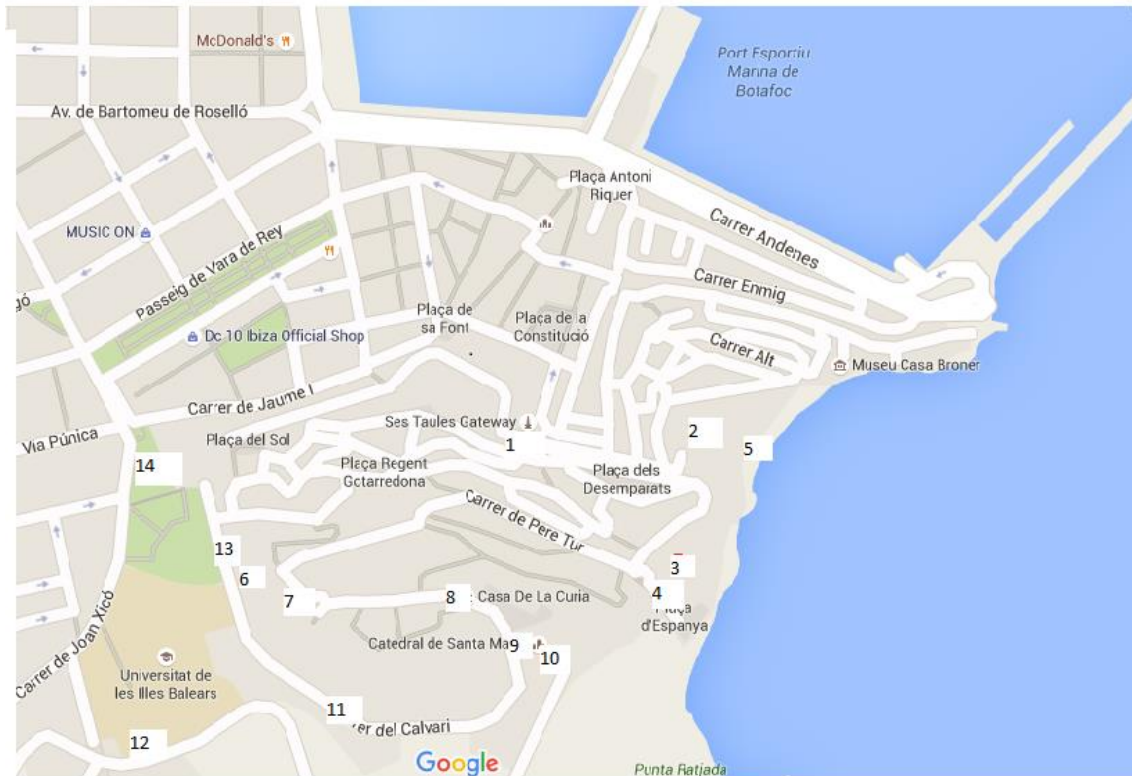 McDonald's
Port Esportiu
Marina de
Botafoc
Av. de Bartomeu de Roselló
Plaça Antoni
Riquer
MUSIC ON
Passeig de Vara de Rey
Carrer Andenes
Carrer Enmig
gó
Plaça de
sa Font
Plaça de la
Constitució
Dc 10 Ibiza Official Shop
Carrer Alt
Museu Casa Broner
Carrer de Jaume I
Ses Taules Gateway
Via Púnica
Plaça del Sol
1
2
5
14
Plaça Regent
Gotarredona
Plaça dels
Desemparats
Carrer de Pere Tur
13
6
3
7
8
Casa De La Curia
4
Plaça
d'Espanya
Carrer de Joan Xicó
Catedral de Santa Ma
9
10
Universitat de
les Illes Balears
11
rer del Calvari
12
Google
Punta Ratjada